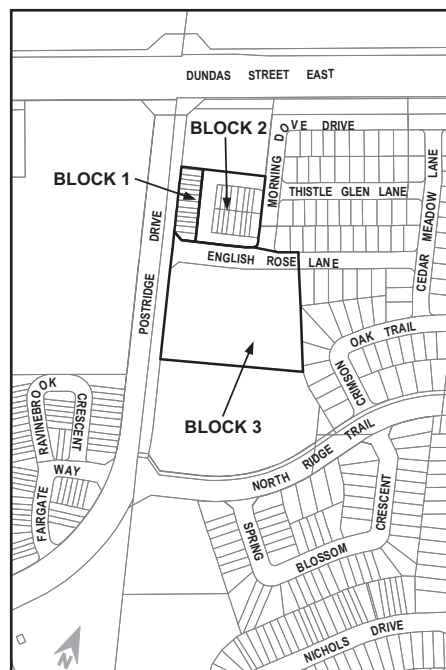 DUNDAS STREET EAST
MORNING DOVE DRIVE
BLOCK 2
BLOCK 1
THISTLE GLEN LANE
CEDAR MEADOW LANE
POSTRIDGE DRIVE
ENGLISH ROSE LANE
CRIMSON OAK TRAIL
RAVINEBROOK CRESCENT
BLOCK 3
NORTH RIDGE TRAIL
FAIRGATE WAY
SPRING BLOSSOM CRESCENT
NICHOLS DRIVE
N